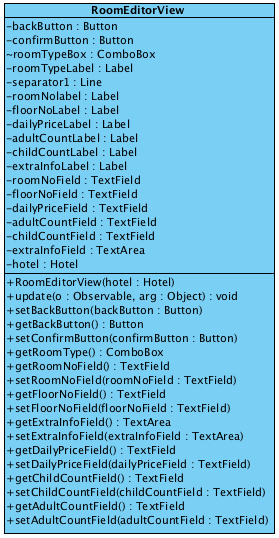 RoomEditorView
-backButton : Button
-confirmButton : Button
~roomTypeBox : ComboBox
-roomTypeLabel : Label
-separator1 : Line
-roomNolabel : Label
-floorNoLabel : Label
-dailyPriceLabel : Label
-adultCountLabel : Label
-childCountLabel : Label
-extraInfoLabel : Label
-roomNoField : TextField
-floorNoField : TextField
-dailyPriceField : TextField
-adultCountField : TextField
-childCountField : TextField
-extraInfoField : TextArea
-hotel : Hotel
+RoomEditorView(hotel : Hotel)
+update(o : Observable, arg : Object) : void
+setBackButton(backButton : Button)
+getBackButton() : Button
+setConfirmButton(confirmButton : Button)
+getRoomType() : ComboBox
+getRoomNoField() : TextField
+setRoomNoField(roomNoField : TextField)
+getFloorNoField() : TextField
+setFloorNoField(floorNoField : TextField)
+getExtraInfoField() : TextArea
+setExtraInfoField(extraInfoField : TextArea)
+getDailyPriceField() : TextField
+setDailyPriceField(dailyPriceField : TextField)
+getChildCountField() : TextField
+setChildCountField(childCountField : TextField)
+getAdultCountField() : TextField
+setAdultCountField(adultCountField : TextField)